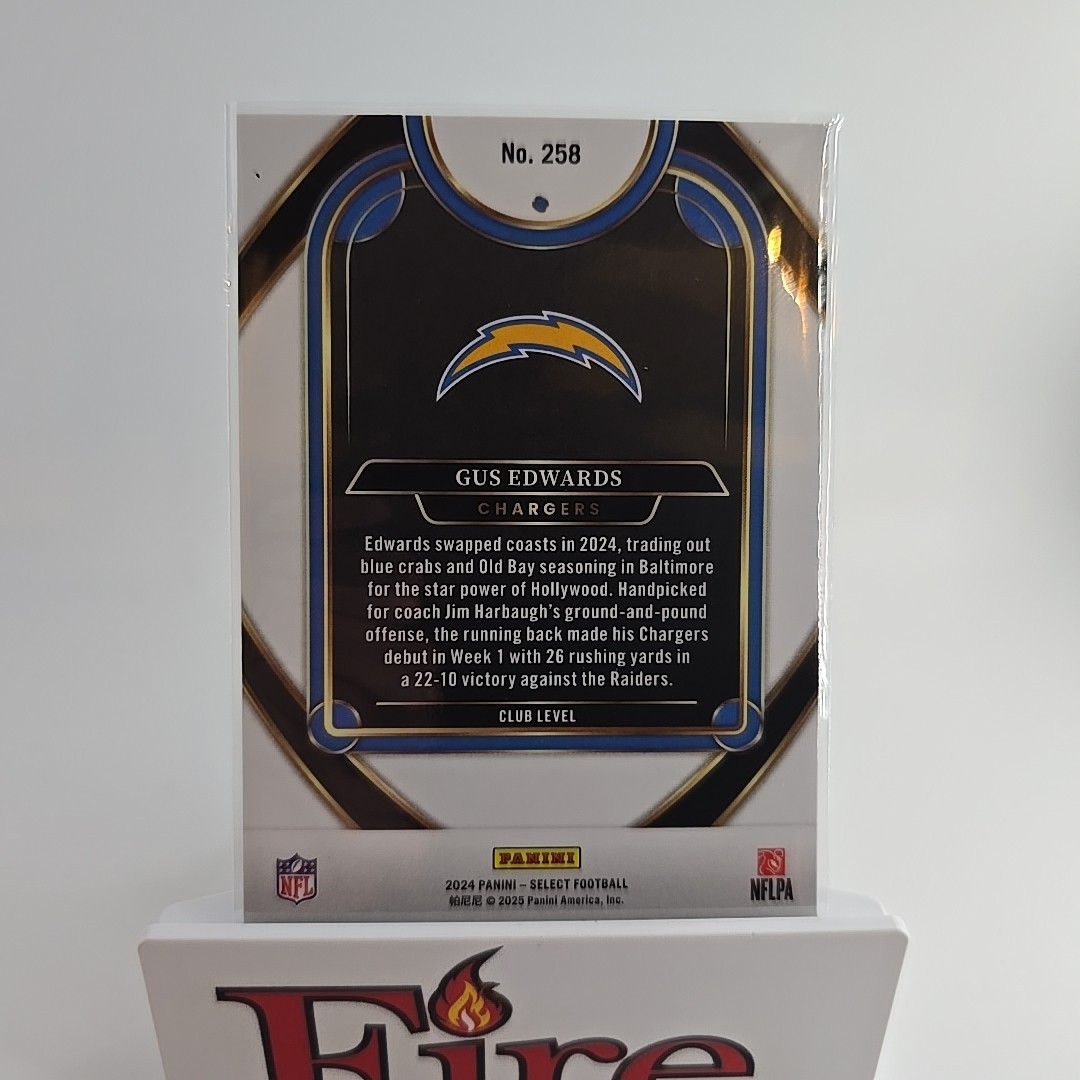 No. 258
GUS EDWARDS
CHARGERS
Edwards swapped coasts in 2024, trading out
blue crabs and Old Bay seasoning in Baltimore
for the star power of Hollywood. Handpicked
for coach Jim Harbaugh's ground-and-pound
offense, the running back made his Chargers
debut in Week 1 with 26 rushing yards in
a 22-10 victory against the Raiders.
CLUB LEVEL
PANINI
NFL
2024 PANINI – SELECT FOOTBALL
NFLPA
帕尼尼 © 2025 Panini America, Inc.
Fire